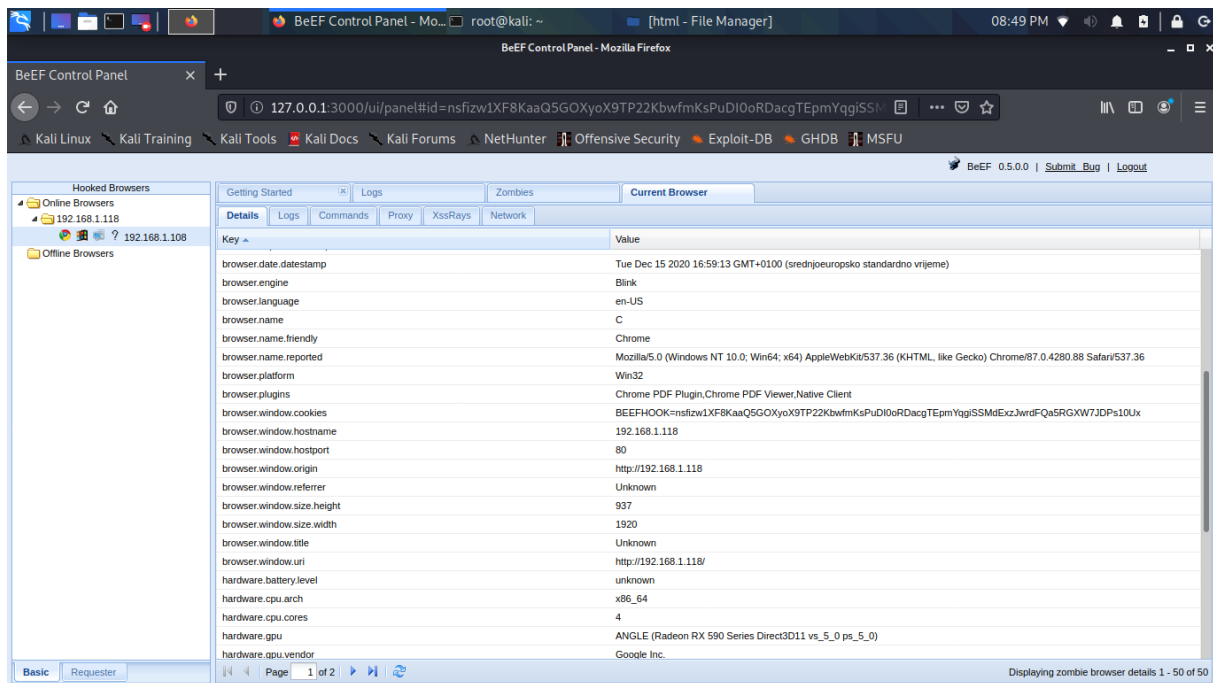 BeEF Control Panel - Mo... root@kali: ~ [html - File Manager] 08:49 PM
BeEF Control Panel - Mozilla Firefox
BeEF Control Panel
127.0.0.1:3000/ui/panel#id=nsfizw1XF8KaaQ5GOXyoX9TP22KbwfmKsPuDI0oRDacgTEpmYqgiSSM
Kali Linux Kali Training Kali Tools Kali Docs Kali Forums NetHunter Offensive Security Exploit-DB GHDB MSFU
BeEF 0.5.0.0 | Submit Bug | Logout
Hooked Browsers
Online Browsers
192.168.1.118
? 192.168.1.108
Offline Browsers
Getting Started Logs Zombies Current Browser
Details Logs Commands Proxy XssRays Network
Key Value
browser.date.datestamp Tue Dec 15 2020 16:59:13 GMT+0100 (srednjoeuropsko standardno vrijeme)
browser.engine Blink
browser.language en-US
browser.name C
browser.name.friendly Chrome
browser.name.reported Mozilla/5.0 (Windows NT 10.0; Win64; x64) AppleWebKit/537.36 (KHTML, like Gecko) Chrome/87.0.4280.88 Safari/537.36
browser.platform Win32
browser.plugins Chrome PDF Plugin,Chrome PDF Viewer,Native Client
browser.window.cookies BEEFHOOK=nsfizw1XF8KaaQ5GOXyoX9TP22KbwfmKsPuDI0oRDacgTEpmYqgiSSMdExzJwrdFQa5RGXW7JDPs10Ux
browser.window.hostname 192.168.1.118
browser.window.hostport 80
browser.window.origin http://192.168.1.118
browser.window.referrer Unknown
browser.window.size.height 937
browser.window.size.width 1920
browser.window.title Unknown
browser.window.uri http://192.168.1.118/
hardware.battery.level unknown
hardware.cpu.arch x86_64
hardware.cpu.cores 4
hardware.gpu ANGLE (Radeon RX 590 Series Direct3D11 vs_5_0 ps_5_0)
hardware.gpu.vendor Google Inc.
Basic Requester
Page 1 of 2 Displaying zombie browser details 1 - 50 of 50